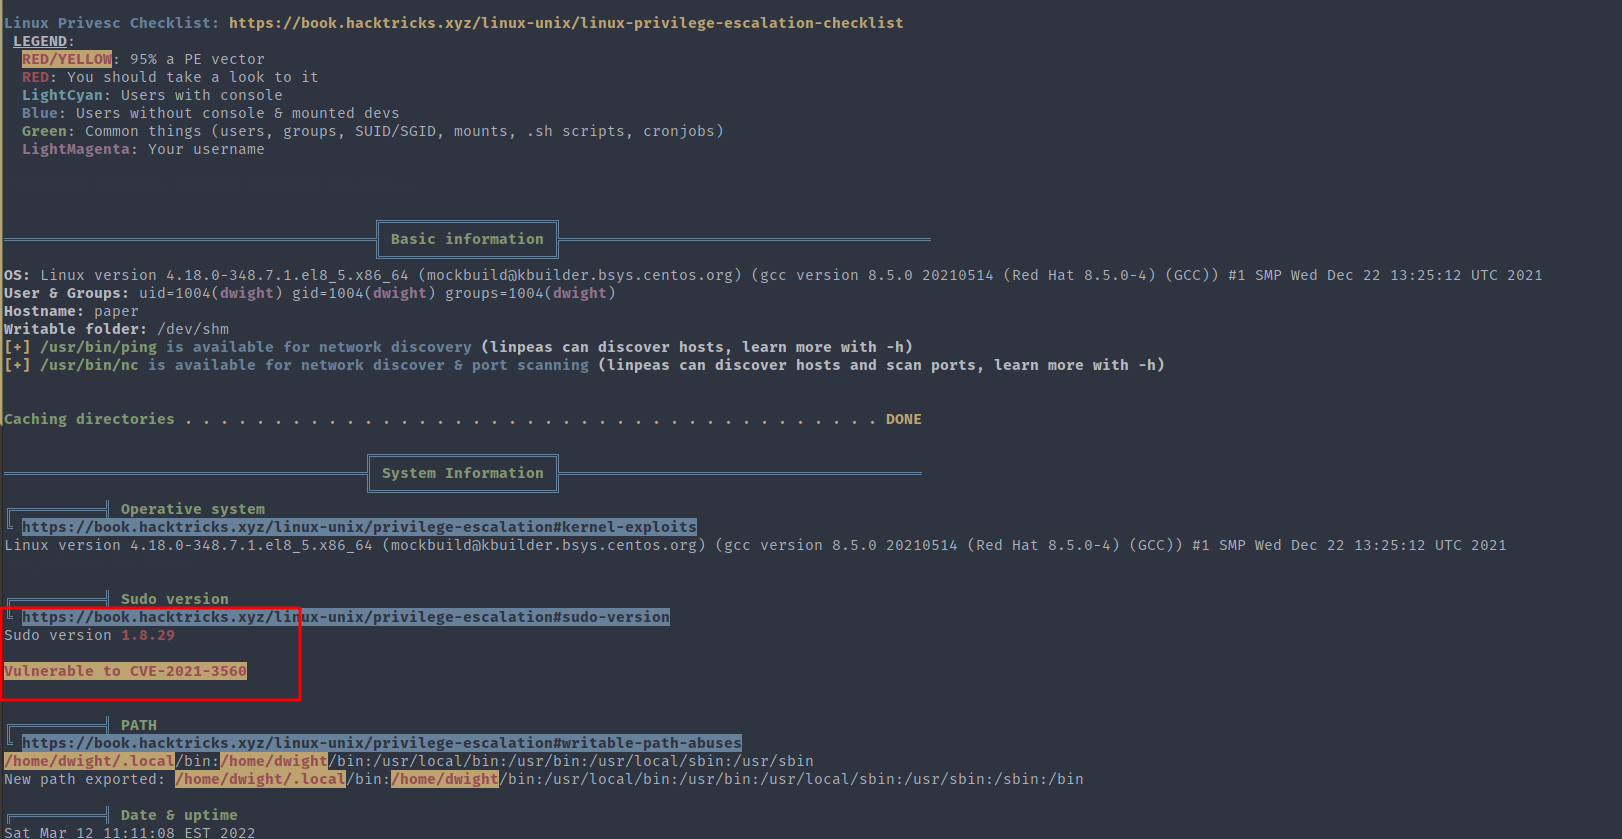 Linux Privesc Checklist: https://book.hacktricks.xyz/linux-unix/linux-privilege-escalation-checklist
LEGEND:
RED/YELLOW: 95% a PE vector
RED: You should take a look to it
LightCyan: Users with console
Blue: Users without console & mounted devs
Green: Common things (users, groups, SUID/SGID, mounts, .sh scripts, cronjobs)
LightMagenta: Your username
Basic information
OS: Linux version 4.18.0-348.7.1.el8_5.x86_64 (mockbuild@kbuilder.bsys.centos.org) (gcc version 8.5.0 20210514 (Red Hat 8.5.0-4) (GCC)) #1 SMP Wed Dec 22 13:25:12 UTC 2021
User & Groups: uid=1004(dwight) gid=1004(dwight) groups=1004(dwight)
Hostname: paper
Writable folder: /dev/shm
[+] /usr/bin/ping is available for network discovery (linpeas can discover hosts, learn more with -h)
[+] /usr/bin/nc is available for network discover & port scanning (linpeas can discover hosts and scan ports, learn more with -h)
Caching directories . . . . . . . . . . . . . . . . . . . . . . . . . . . . . . . . . . . . . . . DONE
System Information
Operative system
https://book.hacktricks.xyz/linux-unix/privilege-escalation#kernel-exploits
Linux version 4.18.0-348.7.1.el8_5.x86_64 (mockbuild@kbuilder.bsys.centos.org) (gcc version 8.5.0 20210514 (Red Hat 8.5.0-4) (GCC)) #1 SMP Wed Dec 22 13:25:12 UTC 2021
Sudo version
https://book.hacktricks.xyz/linux-unix/privilege-escalation#sudo-version
Sudo version 1.8.29
Vulnerable to CVE-2021-3560
PATH
https://book.hacktricks.xyz/linux-unix/privilege-escalation#writable-path-abuses
/home/dwight/.local/bin:/home/dwight/bin:/usr/local/bin:/usr/bin:/usr/local/sbin:/usr/sbin
New path exported: /home/dwight/.local/bin:/home/dwight/bin:/usr/local/bin:/usr/bin:/usr/local/sbin:/usr/sbin:/sbin:/bin
Date & uptime
Sat Mar 12 11:11:08 EST 2022